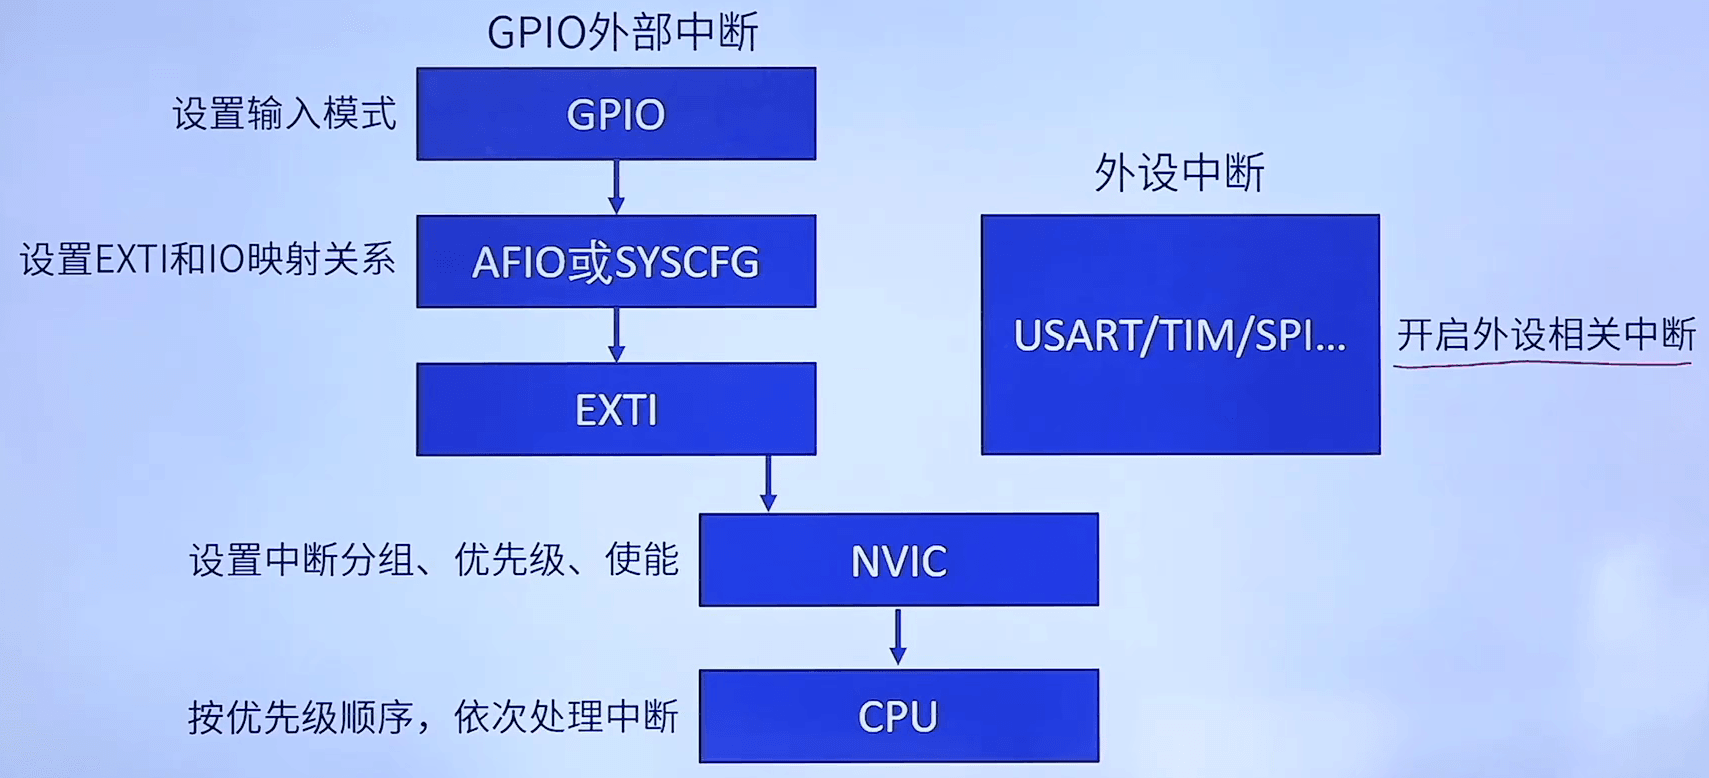 GPIO外部中断
设置输入模式
GPIO
外设中断
设置EXTI和IO映射关系
AFIO或SYSCFG
USART/TIM/SPI...
开启外设相关中断
EXTI
设置中断分组、优先级、使能
NVIC
按优先级顺序，依次处理中断
CPU